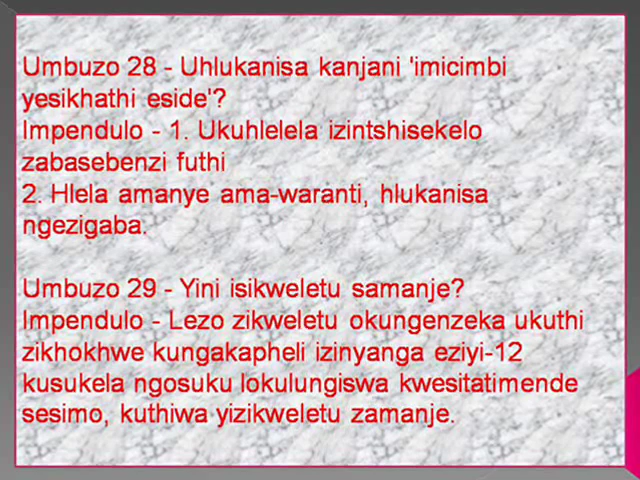 Umbuzo 28 - Uhlukanisa kanjani 'imicimbi
yesikhathi eside'?
Impendulo - 1. Ukuhlelela izintshisekelo
zabasebenzi futhi
2. Hlela amanye ama-waranti, hlukanisa
ngezigaba.
Umbuzo 29 - Yini isikweletu samanje?
Impendulo - Lezo zikweletu okungenzeka ukuthi
zikhokhwe kungakapheli izinyanga eziyi-12
kusukela ngosuku lokulungiswa kwesitatimende
sesimo, kuthiwa yizikweletu zamanje.